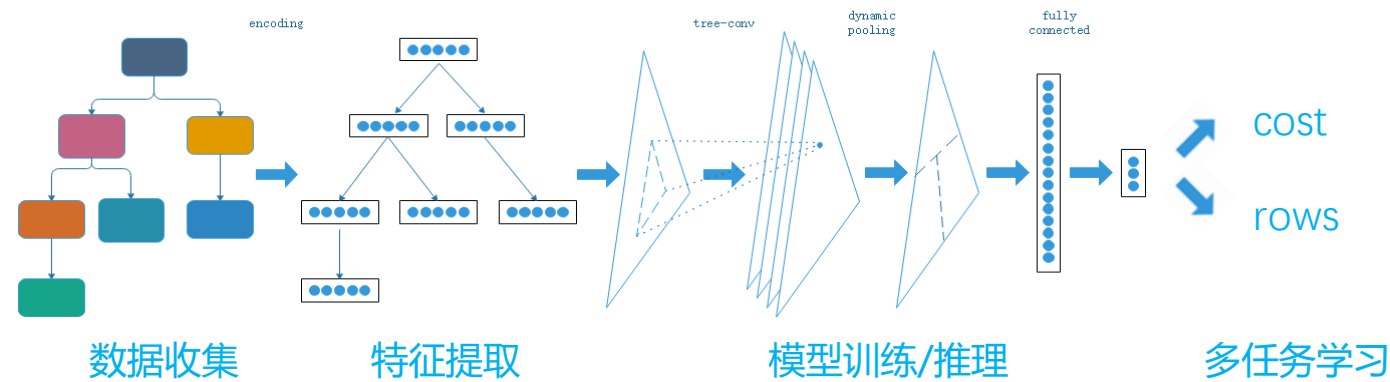 encoding
tree-conv
dynamic
pooling
fully
connected
cost
rows
数据收集
特征提取
模型训练/推理
多任务学习